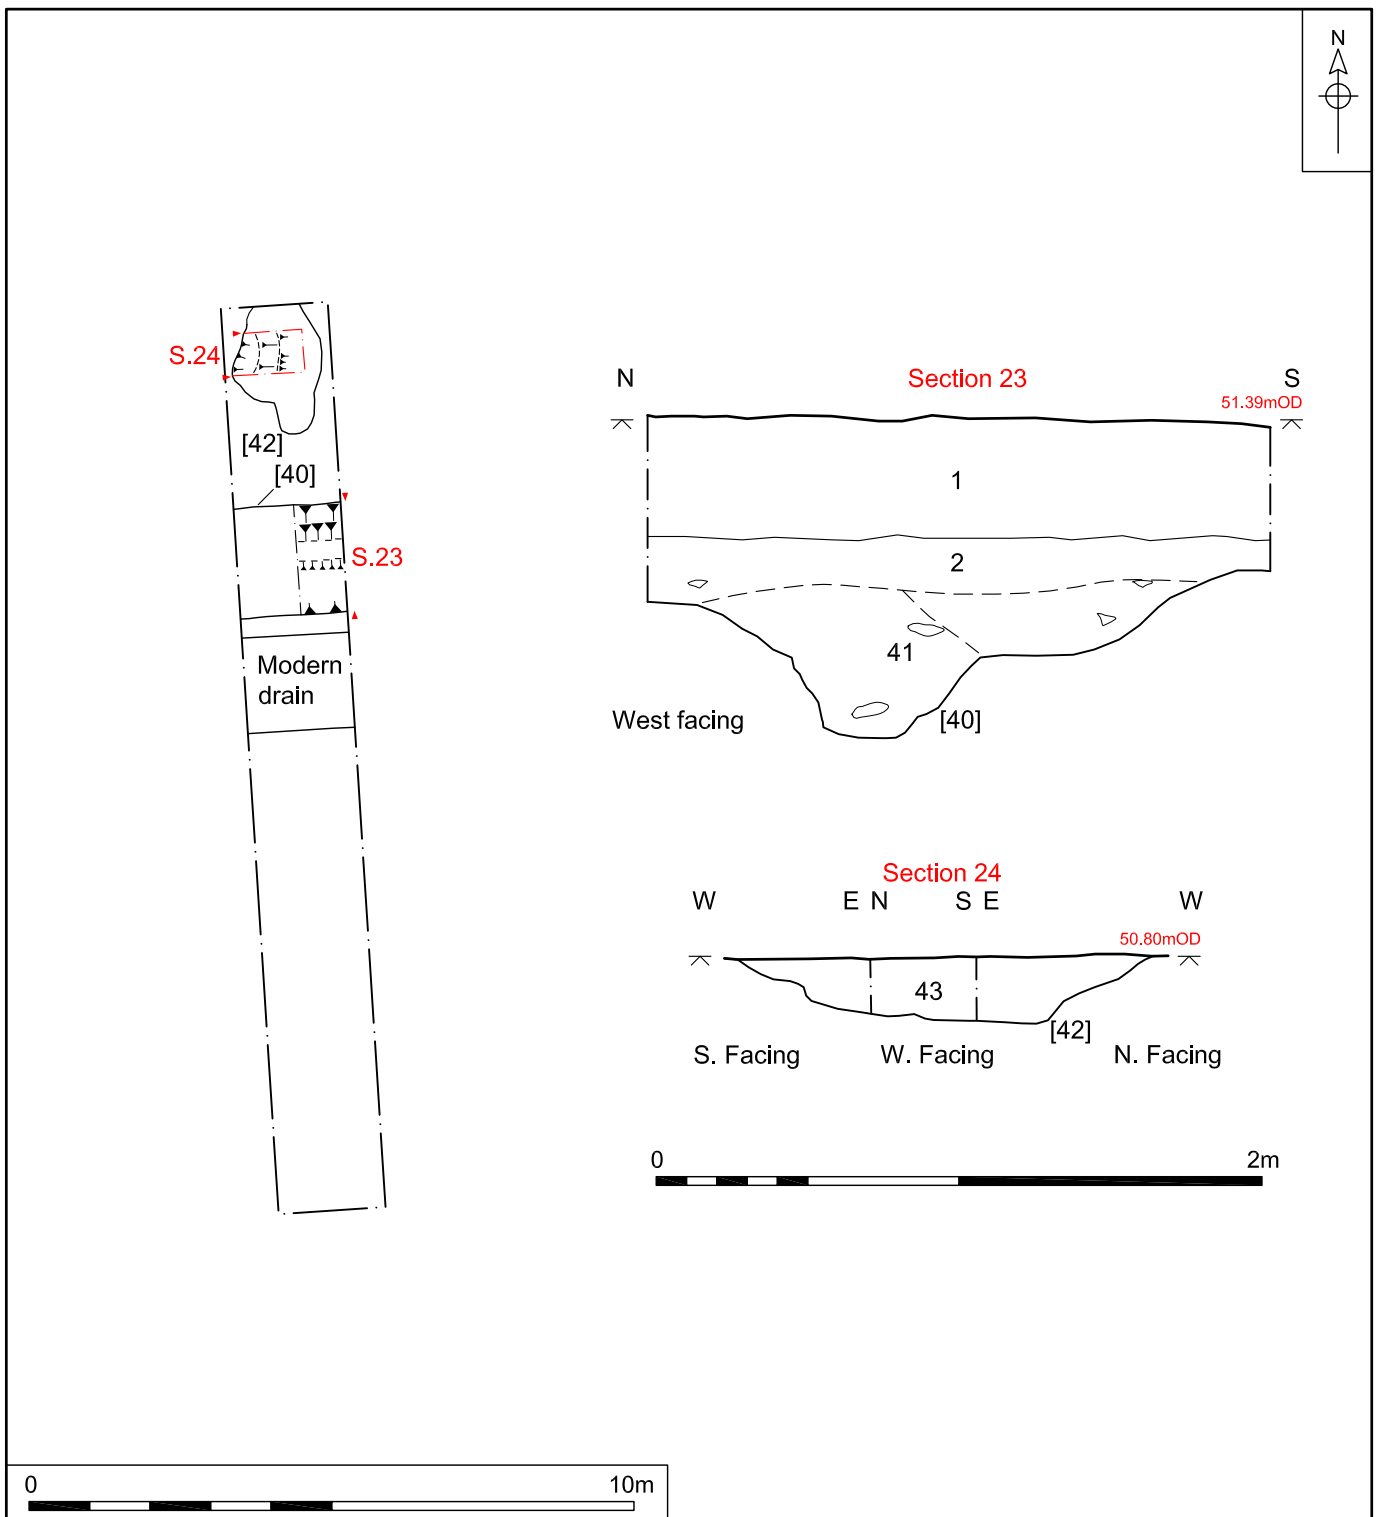 N
S.24
[42]
[40]
S.23
Modern
drain
N Section 23 S
51.39mOD
1
2
41
West facing [40]
Section 24
W E N S E W
50.80mOD
43
[42]
S. Facing W. Facing N. Facing
0 2m
0 10m